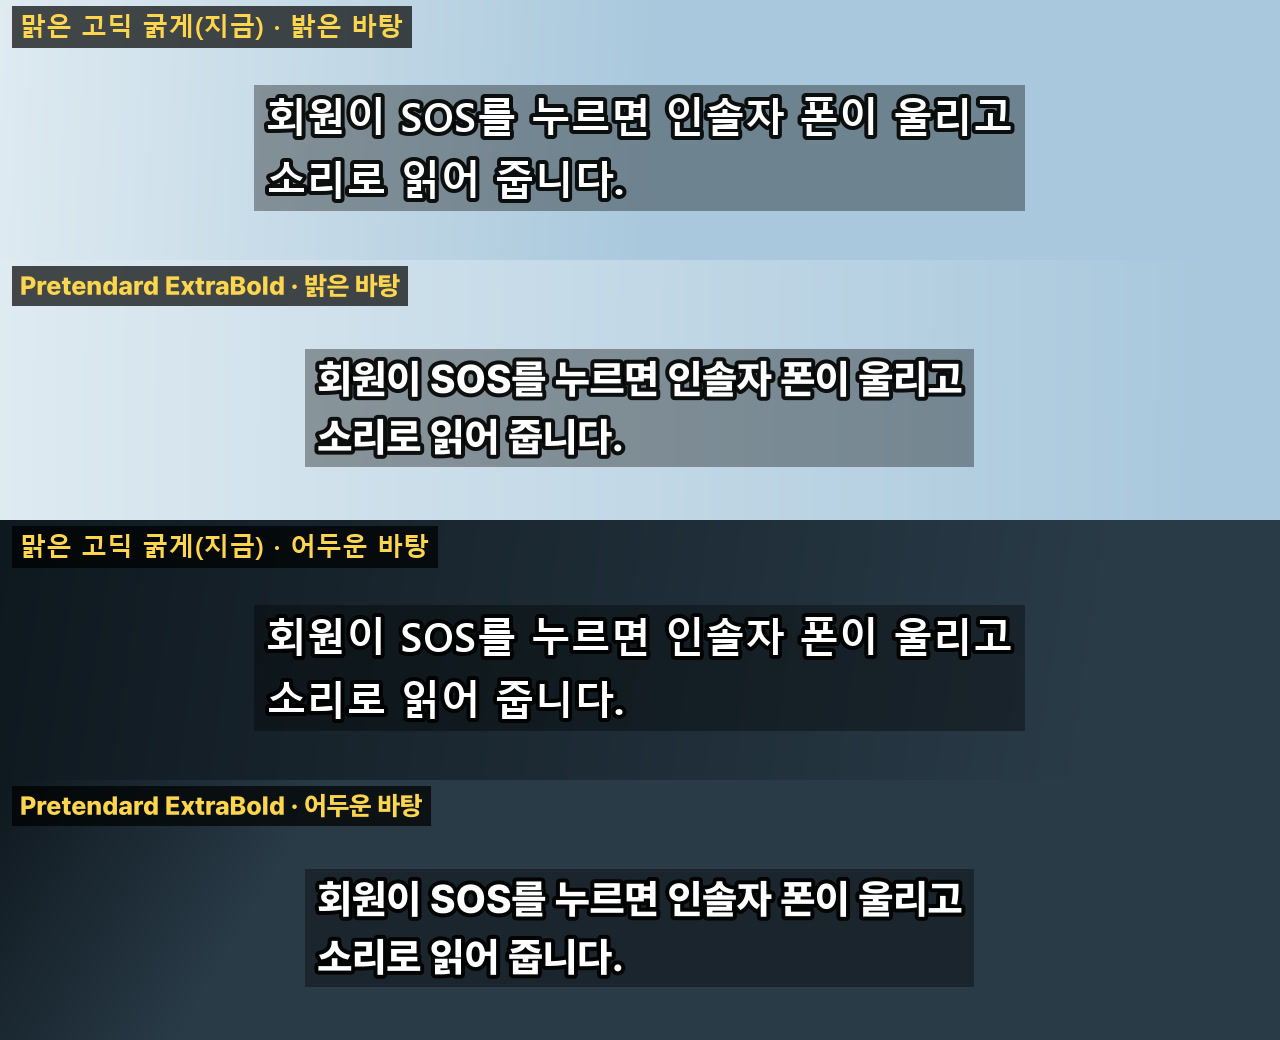 맑은 고딕 굵게(지금) · 밝은 바탕
회원이 SOS를 누르면 인솔자 폰이 울리고
소리로 읽어 줍니다.
Pretendard ExtraBold · 밝은 바탕
회원이 SOS를 누르면 인솔자 폰이 울리고
소리로 읽어 줍니다.
맑은 고딕 굵게(지금) · 어두운 바탕
회원이 SOS를 누르면 인솔자 폰이 울리고
소리로 읽어 줍니다.
Pretendard ExtraBold · 어두운 바탕
회원이 SOS를 누르면 인솔자 폰이 울리고
소리로 읽어 줍니다.